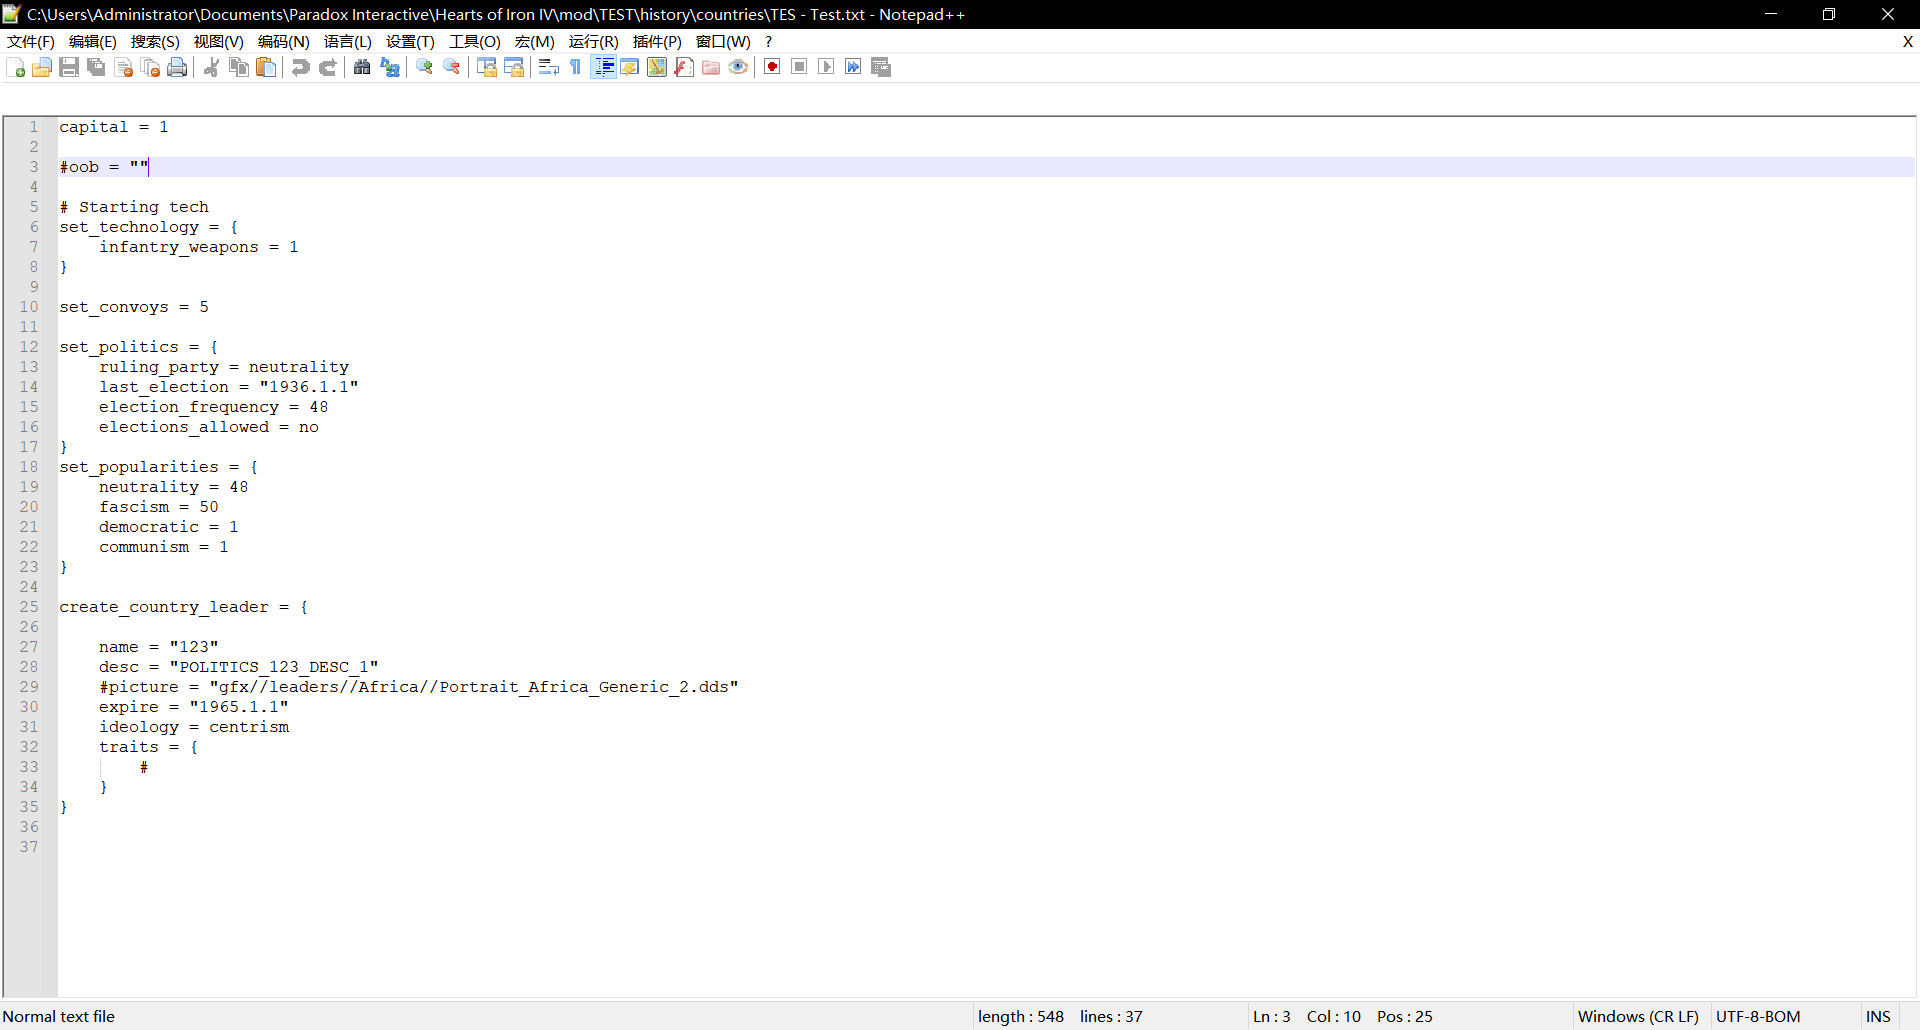 C:\Users\Administrator\Documents\Paradox Interactive\Hearts of Iron IV\mod\TEST\history\countries\TES - Test.txt - Notepad++
文件(F) 编辑(E) 搜索(S) 视图(V) 编码(N) 语言(L) 设置(T) 工具(O) 宏(M) 运行(R) 插件(P) 窗口(W) ? X
1 capital = 1
2
3 #oob = ""
4
5 # Starting tech
6 set_technology = {
7     infantry_weapons = 1
8 }
9
10 set_convoys = 5
11
12 set_politics = {
13     ruling_party = neutrality
14     last_election = "1936.1.1"
15     election_frequency = 48
16     elections_allowed = no
17 }
18 set_popularities = {
19     neutrality = 48
20     fascism = 50
21     democratic = 1
22     communism = 1
23 }
24
25 create_country_leader = {
26
27     name = "123"
28     desc = "POLITICS_123_DESC_1"
29     #picture = "gfx//leaders//Africa//Portrait_Africa_Generic_2.dds"
30     expire = "1965.1.1"
31     ideology = centrism
32     traits = {
33         #
34     }
35 }
36
37
Normal text file length : 548 lines : 37 Ln : 3 Col : 10 Pos : 25 Windows (CR LF) UTF-8-BOM INS